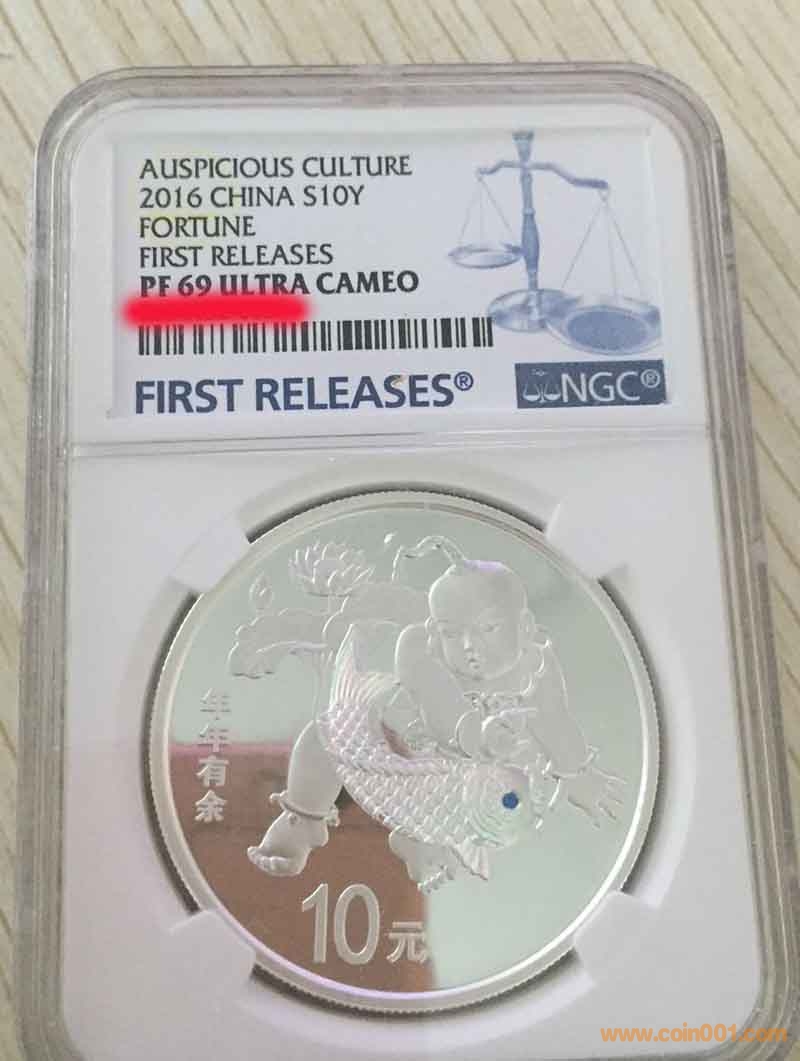 AUSPICIOUS CULTURE
2016 CHINA S10Y
FORTUNE
FIRST RELEASES
PF 69 ULTRA CAMEO
FIRST RELEASES®
NGC®
年年有余
10元
www.coin001.com